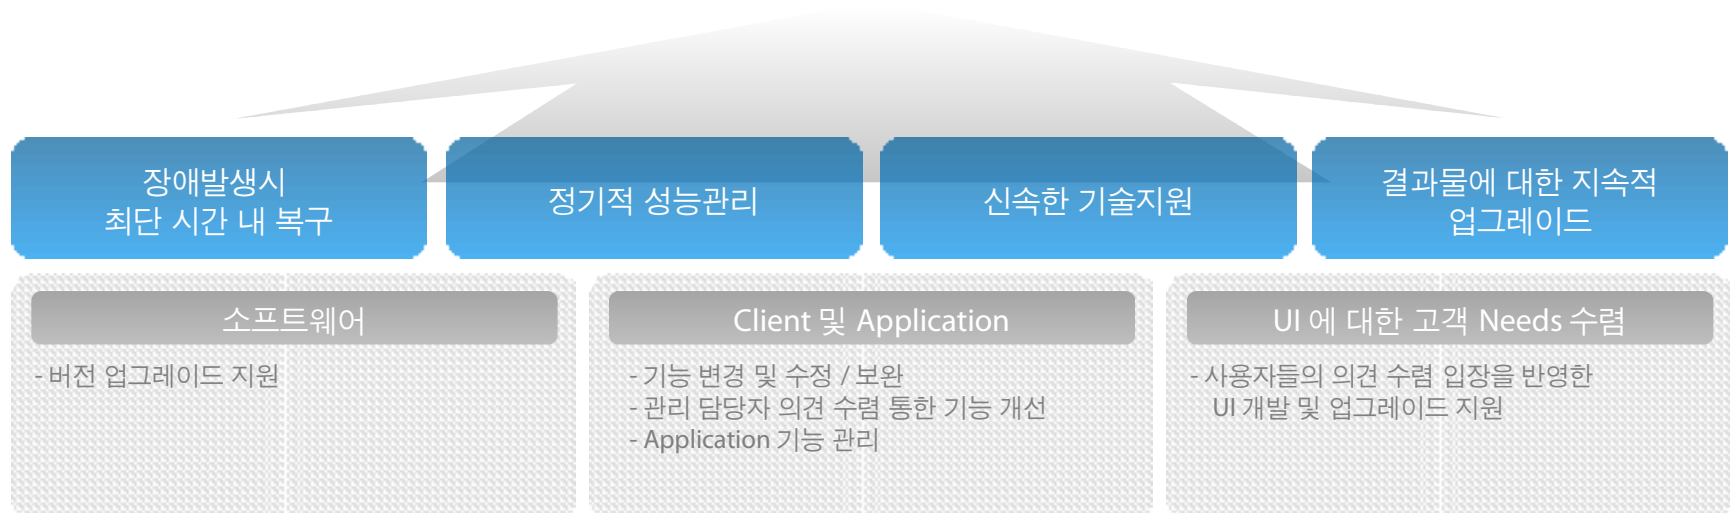 장애발생시
최단 시간 내 복구
정기적 성능관리
신속한 기술지원
결과물에 대한 지속적
업그레이드
소프트웨어
- 버전 업그레이드 지원
Client 및 Application
- 기능 변경 및 수정 / 보완
- 관리 담당자 의견 수렴 통한 기능 개선
- Application 기능 관리
UI 에 대한 고객 Needs 수렴
- 사용자들의 의견 수렴 입장을 반영한
UI 개발 및 업그레이드 지원